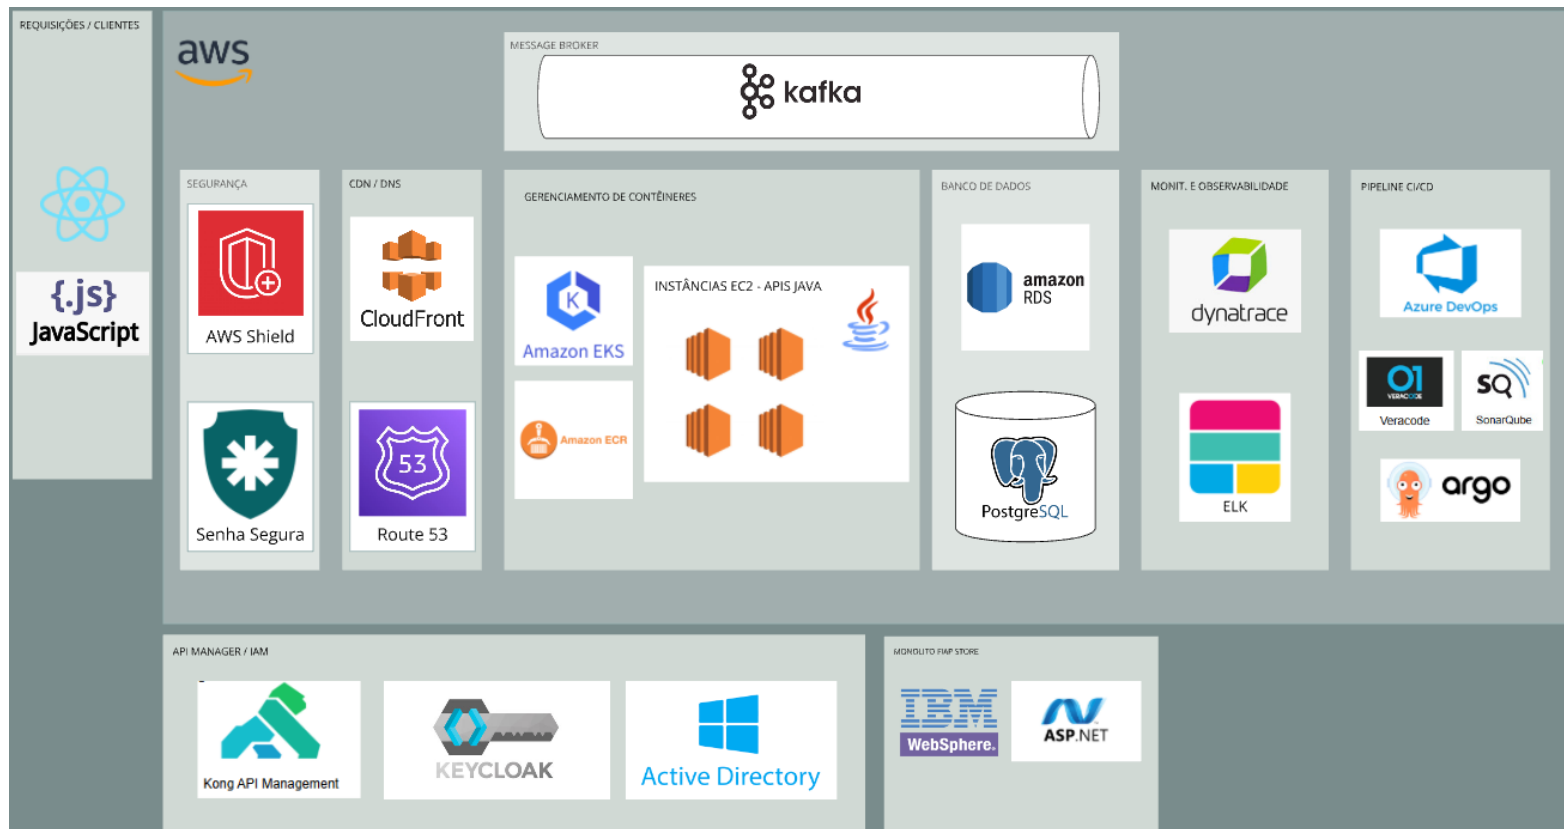 REQUISIÇÕES / CLIENTES
{.js}
JavaScript
aws
MESSAGE BROKER
kafka
SEGURANÇA
AWS Shield
Senha Segura
CDN / DNS
CloudFront
53
Route 53
GERENCIAMENTO DE CONTÊINERES
K
Amazon EKS
Amazon ECR
INSTÂNCIAS EC2 - APIS JAVA
BANCO DE DADOS
amazon
RDS
PostgreSQL
MONIT. E OBSERVABILIDADE
dynatrace
ELK
PIPELINE CI/CD
Azure DevOps
01
VERACODE
Veracode
SQ
SonarQube
argo
API MANAGER / IAM
Kong API Management
KEYCLOAK
Active Directory
MONOLITO FIAP STORE
IBM
WebSphere.
ASP.NET